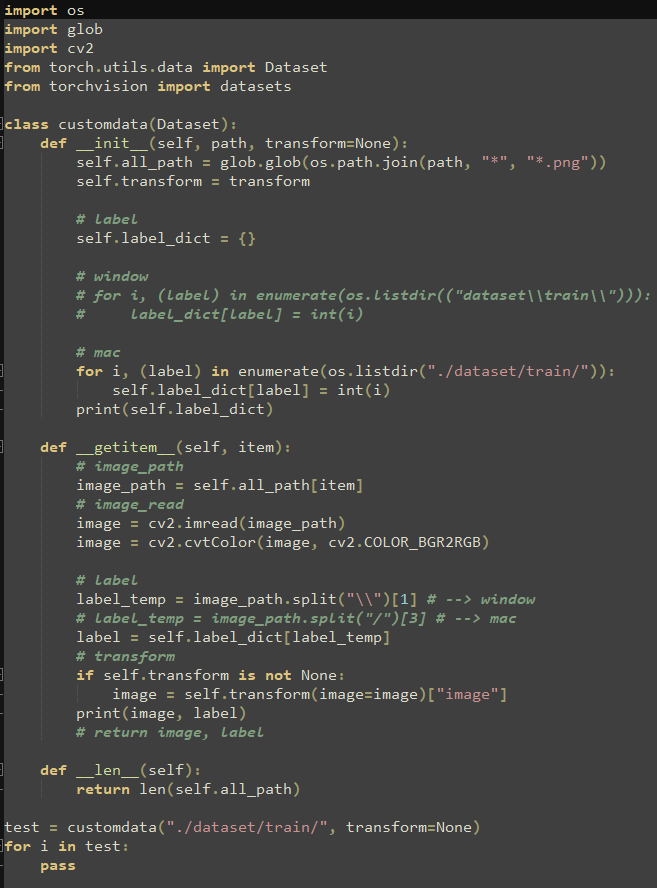 import os
import glob
import cv2
from torch.utils.data import Dataset
from torchvision import datasets

class customdata(Dataset):
    def __init__(self, path, transform=None):
        self.all_path = glob.glob(os.path.join(path, "*", "*.png"))
        self.transform = transform

        # label
        self.label_dict = {}

        # window
        # for i, (label) in enumerate(os.listdir(("dataset\\train\\"))):
        #     label_dict[label] = int(i)

        # mac
        for i, (label) in enumerate(os.listdir("./dataset/train/")):
            self.label_dict[label] = int(i)
        print(self.label_dict)

    def __getitem__(self, item):
        # image_path
        image_path = self.all_path[item]
        # image_read
        image = cv2.imread(image_path)
        image = cv2.cvtColor(image, cv2.COLOR_BGR2RGB)

        # label
        label_temp = image_path.split("\\")[1] # --> window
        # label_temp = image_path.split("/")[3] # --> mac
        label = self.label_dict[label_temp]
        # transform
        if self.transform is not None:
            image = self.transform(image=image)["image"]
        print(image, label)
        # return image, label

    def __len__(self):
        return len(self.all_path)

test = customdata("./dataset/train/", transform=None)
for i in test:
    pass